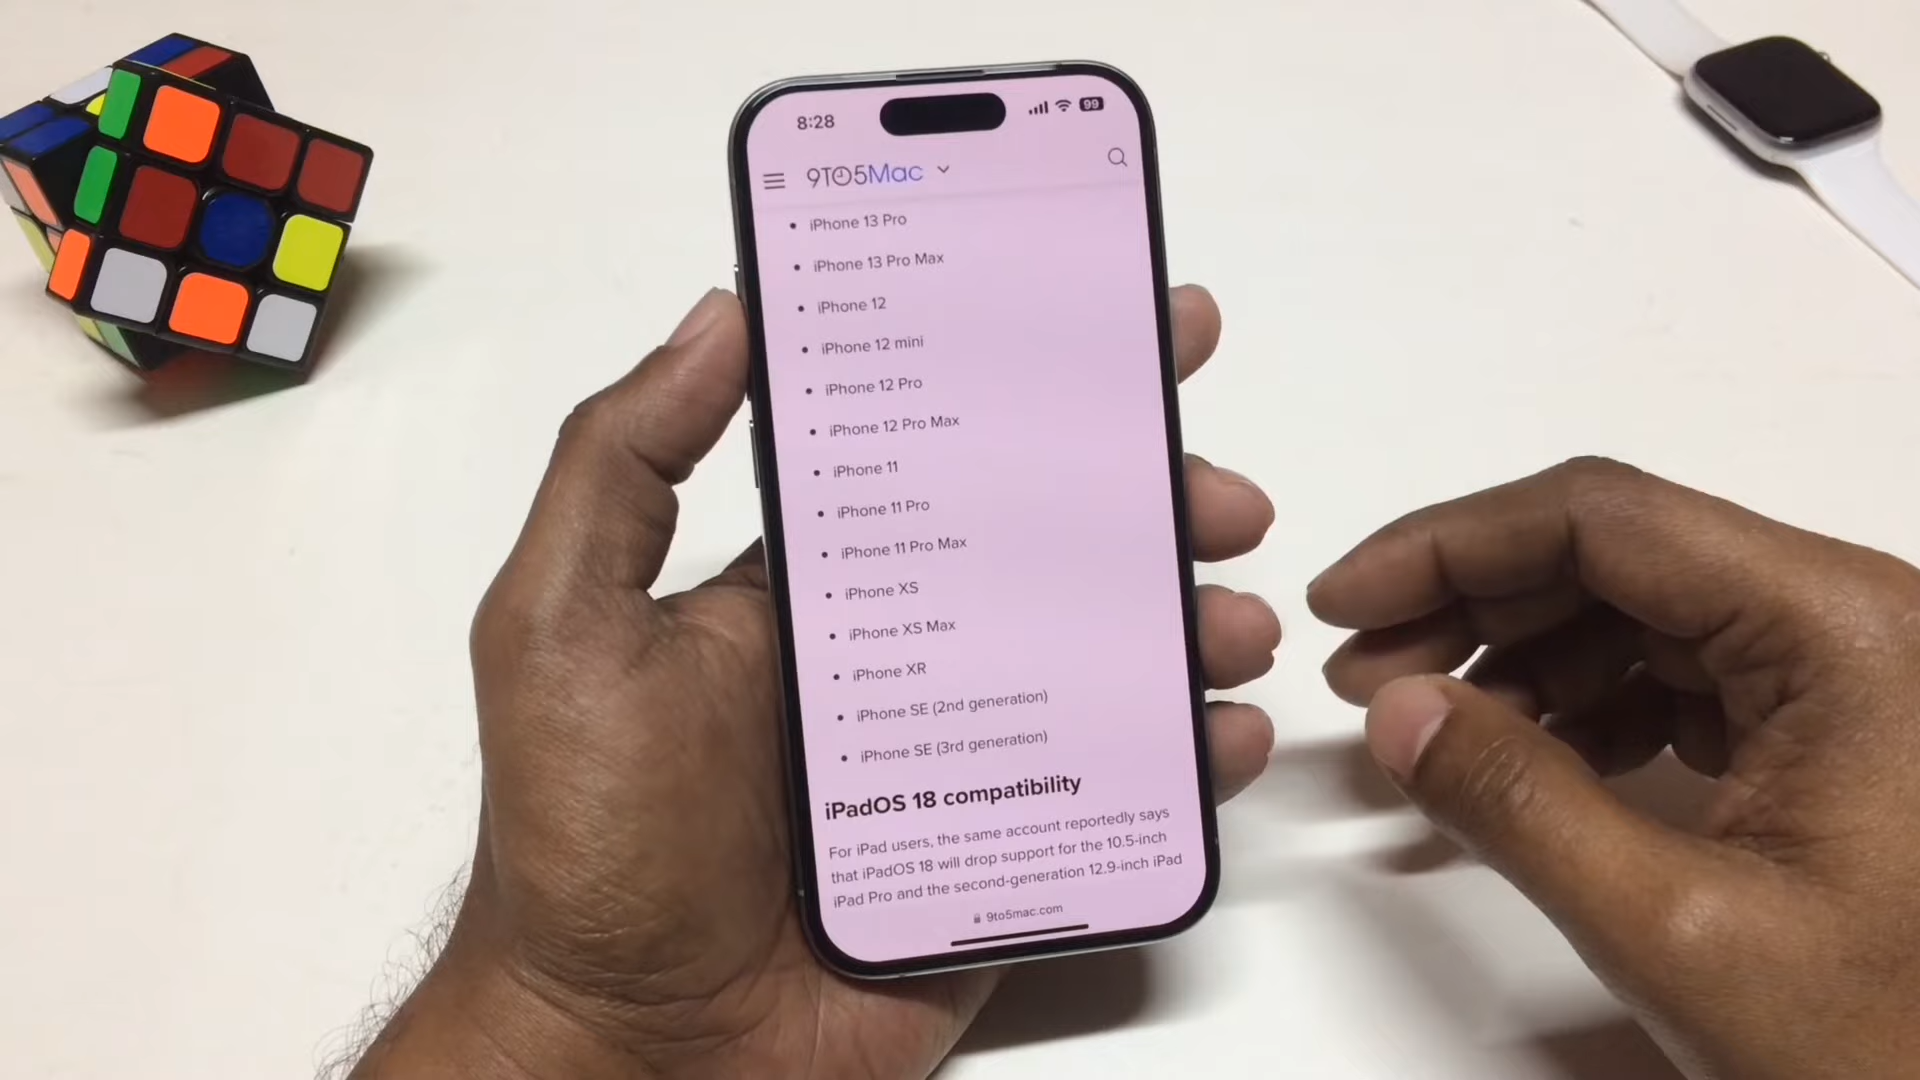 8:28
99
9TO5Mac
iPhone 13 Pro
iPhone 13 Pro Max
iPhone 12
iPhone 12 mini
iPhone 12 Pro
iPhone 12 Pro Max
iPhone 11
iPhone 11 Pro
iPhone 11 Pro Max
iPhone XS
iPhone XS Max
iPhone XR
iPhone SE (2nd generation)
iPhone SE (3rd generation)
iPadOS 18 compatibility
For iPad users, the same account reportedly says
that iPadOS 18 will drop support for the 10.5-inch
iPad Pro and the second-generation 12.9-inch iPad
9to5mac.com